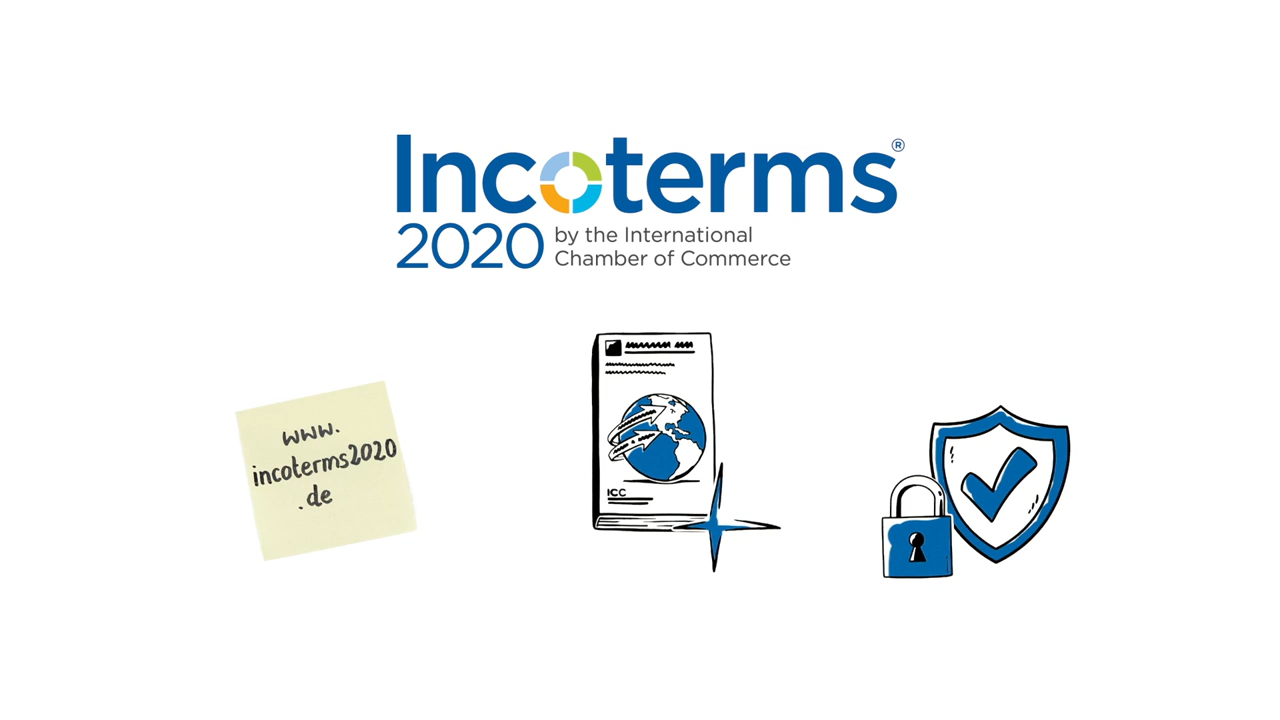 Incoterms®
2020 by the International
Chamber of Commerce
www.
incoterms2020
.de
ICC